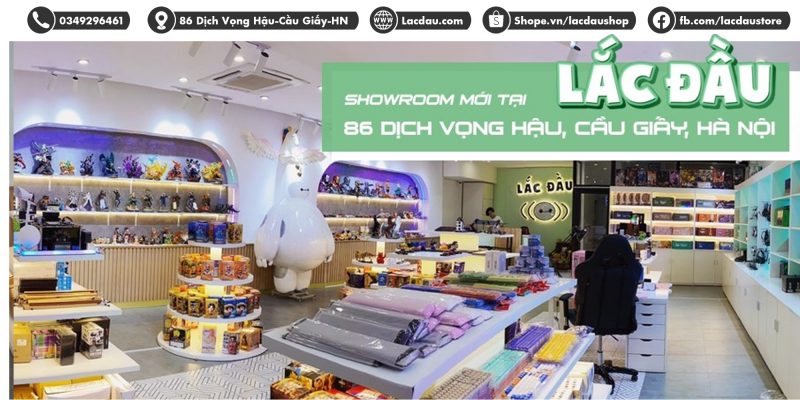 0349296461
86 Dịch Vọng Hậu-Cầu Giấy-HN
Lacdau.com
Shope.vn/lacdaushop
fb.com/lacdaustore
LẮC ĐẦU
SHOWROOM MỚI TẠI
86 DỊCH VỌNG HẬU, CẦU GIẤY, HÀ NỘI
LẮC ĐẦU